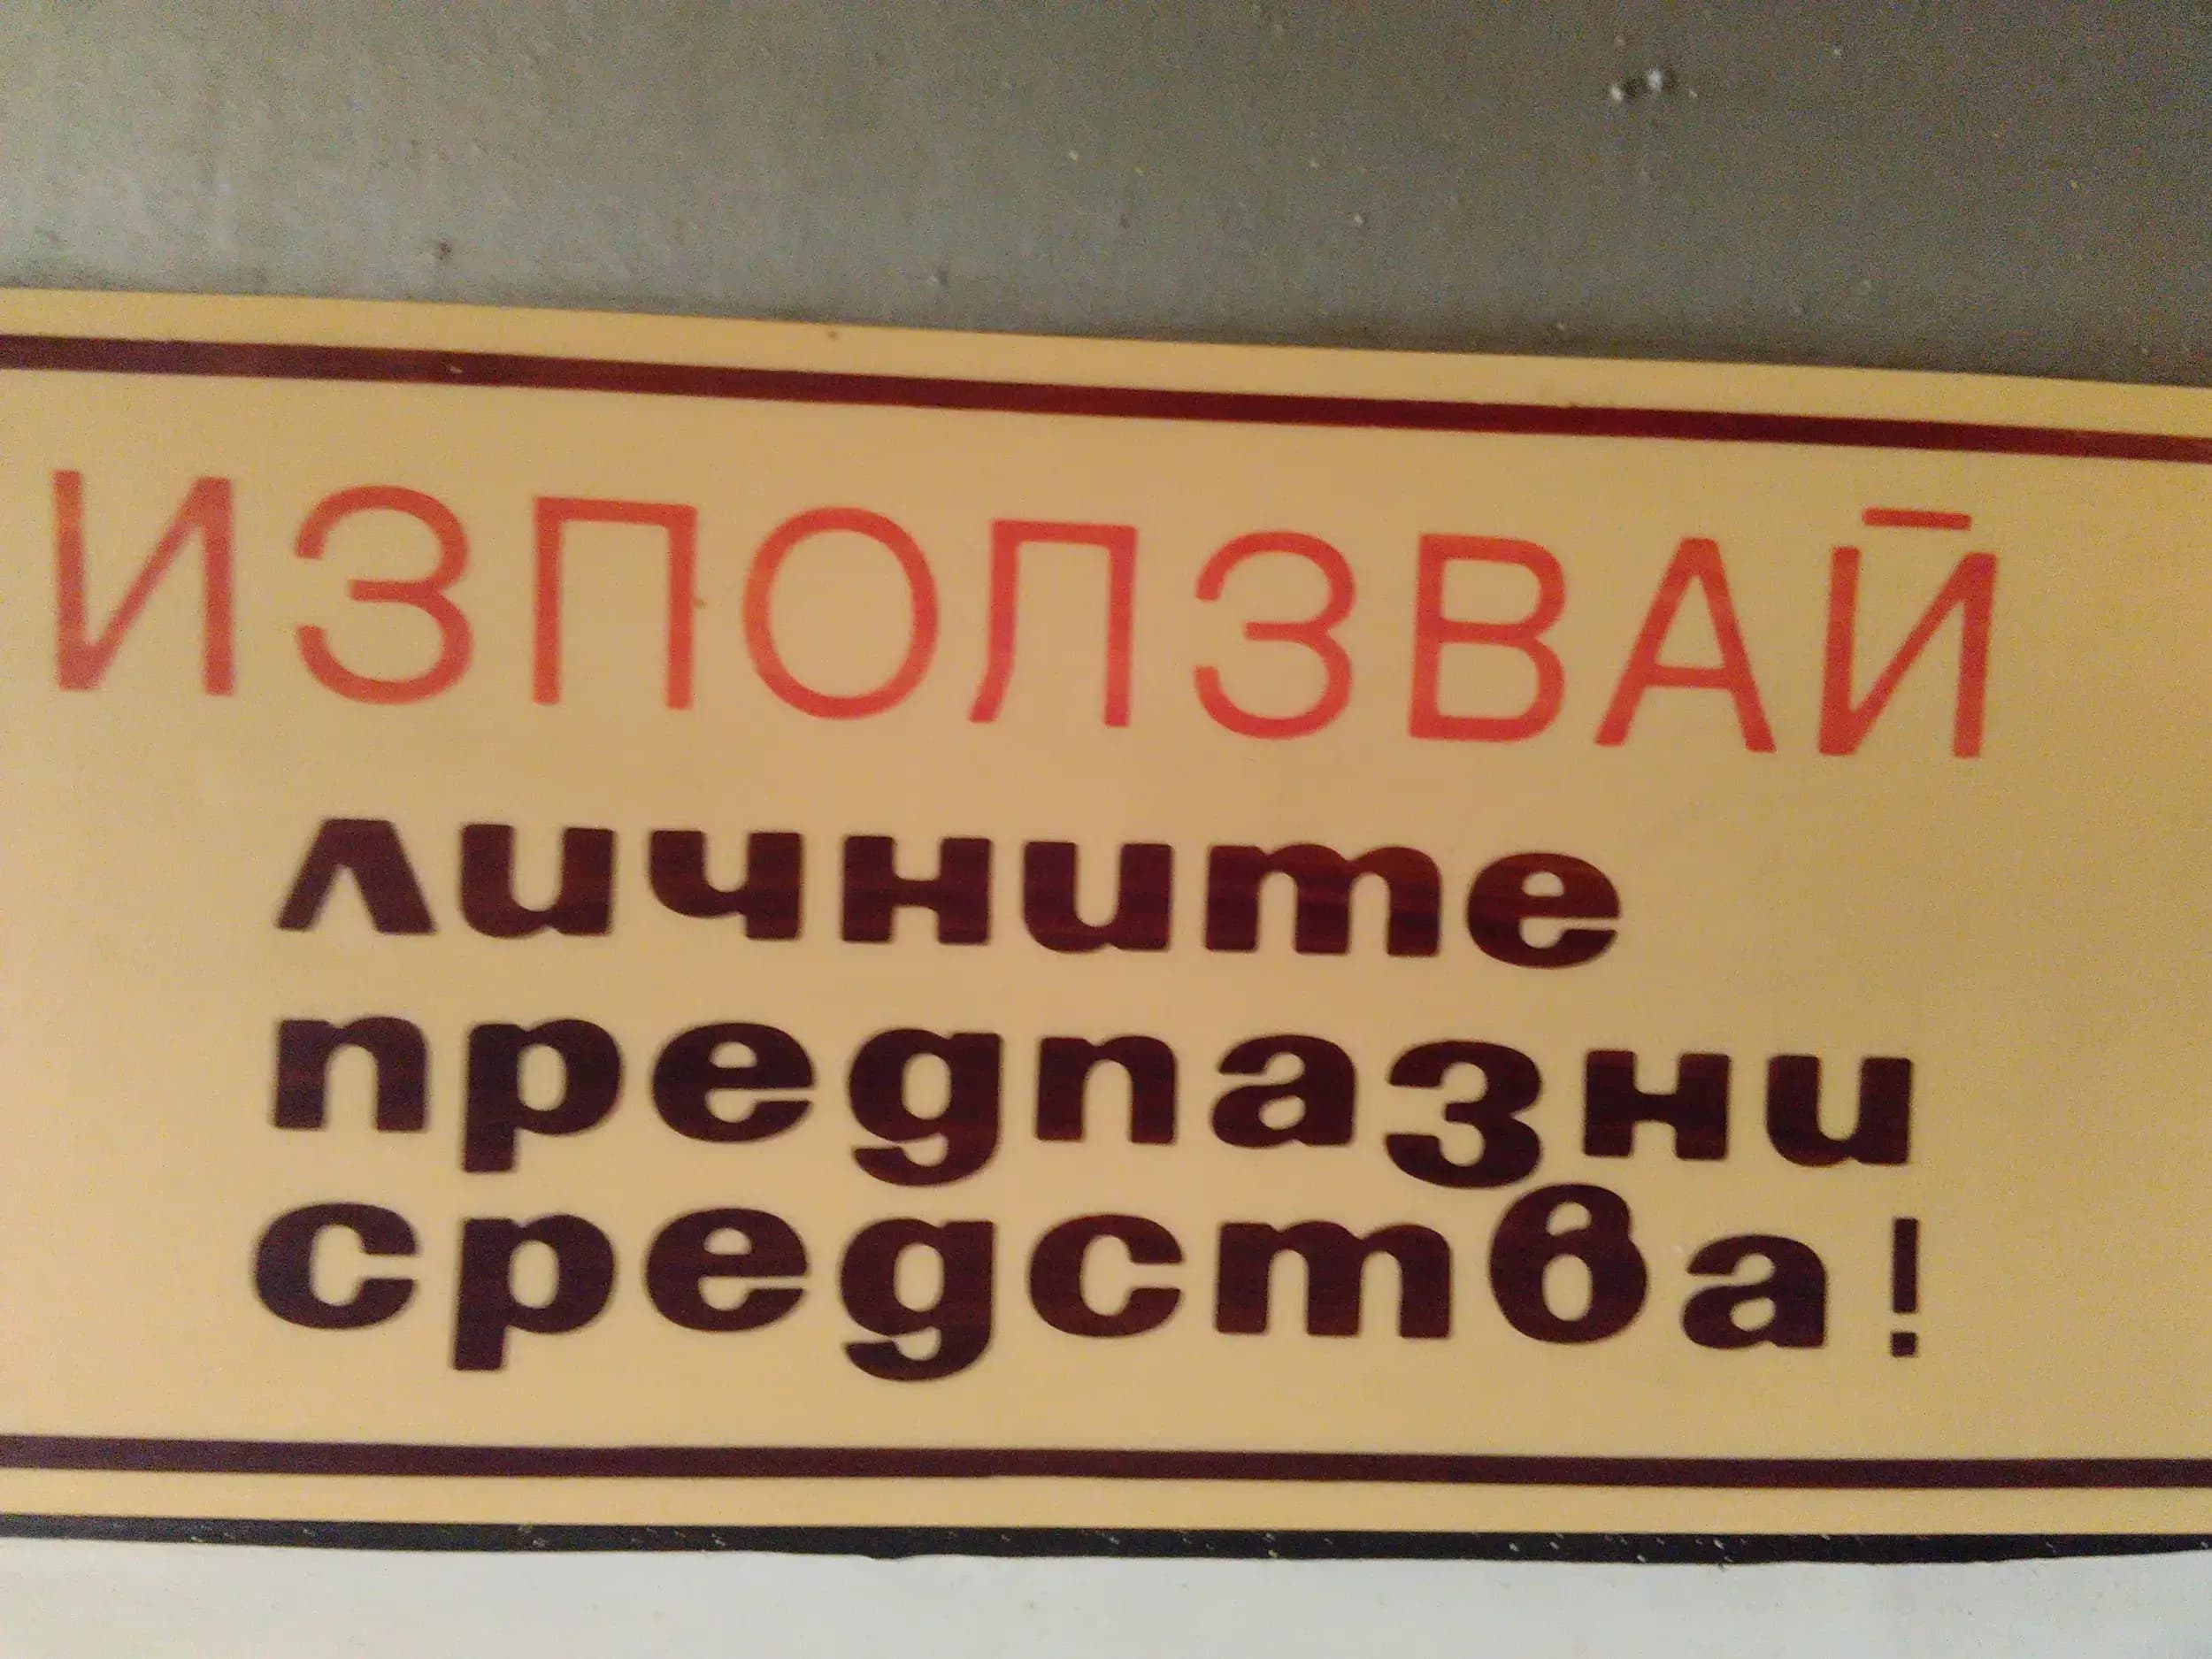 ИЗПОЛЗВАЙ
личните
предпазни
средства!